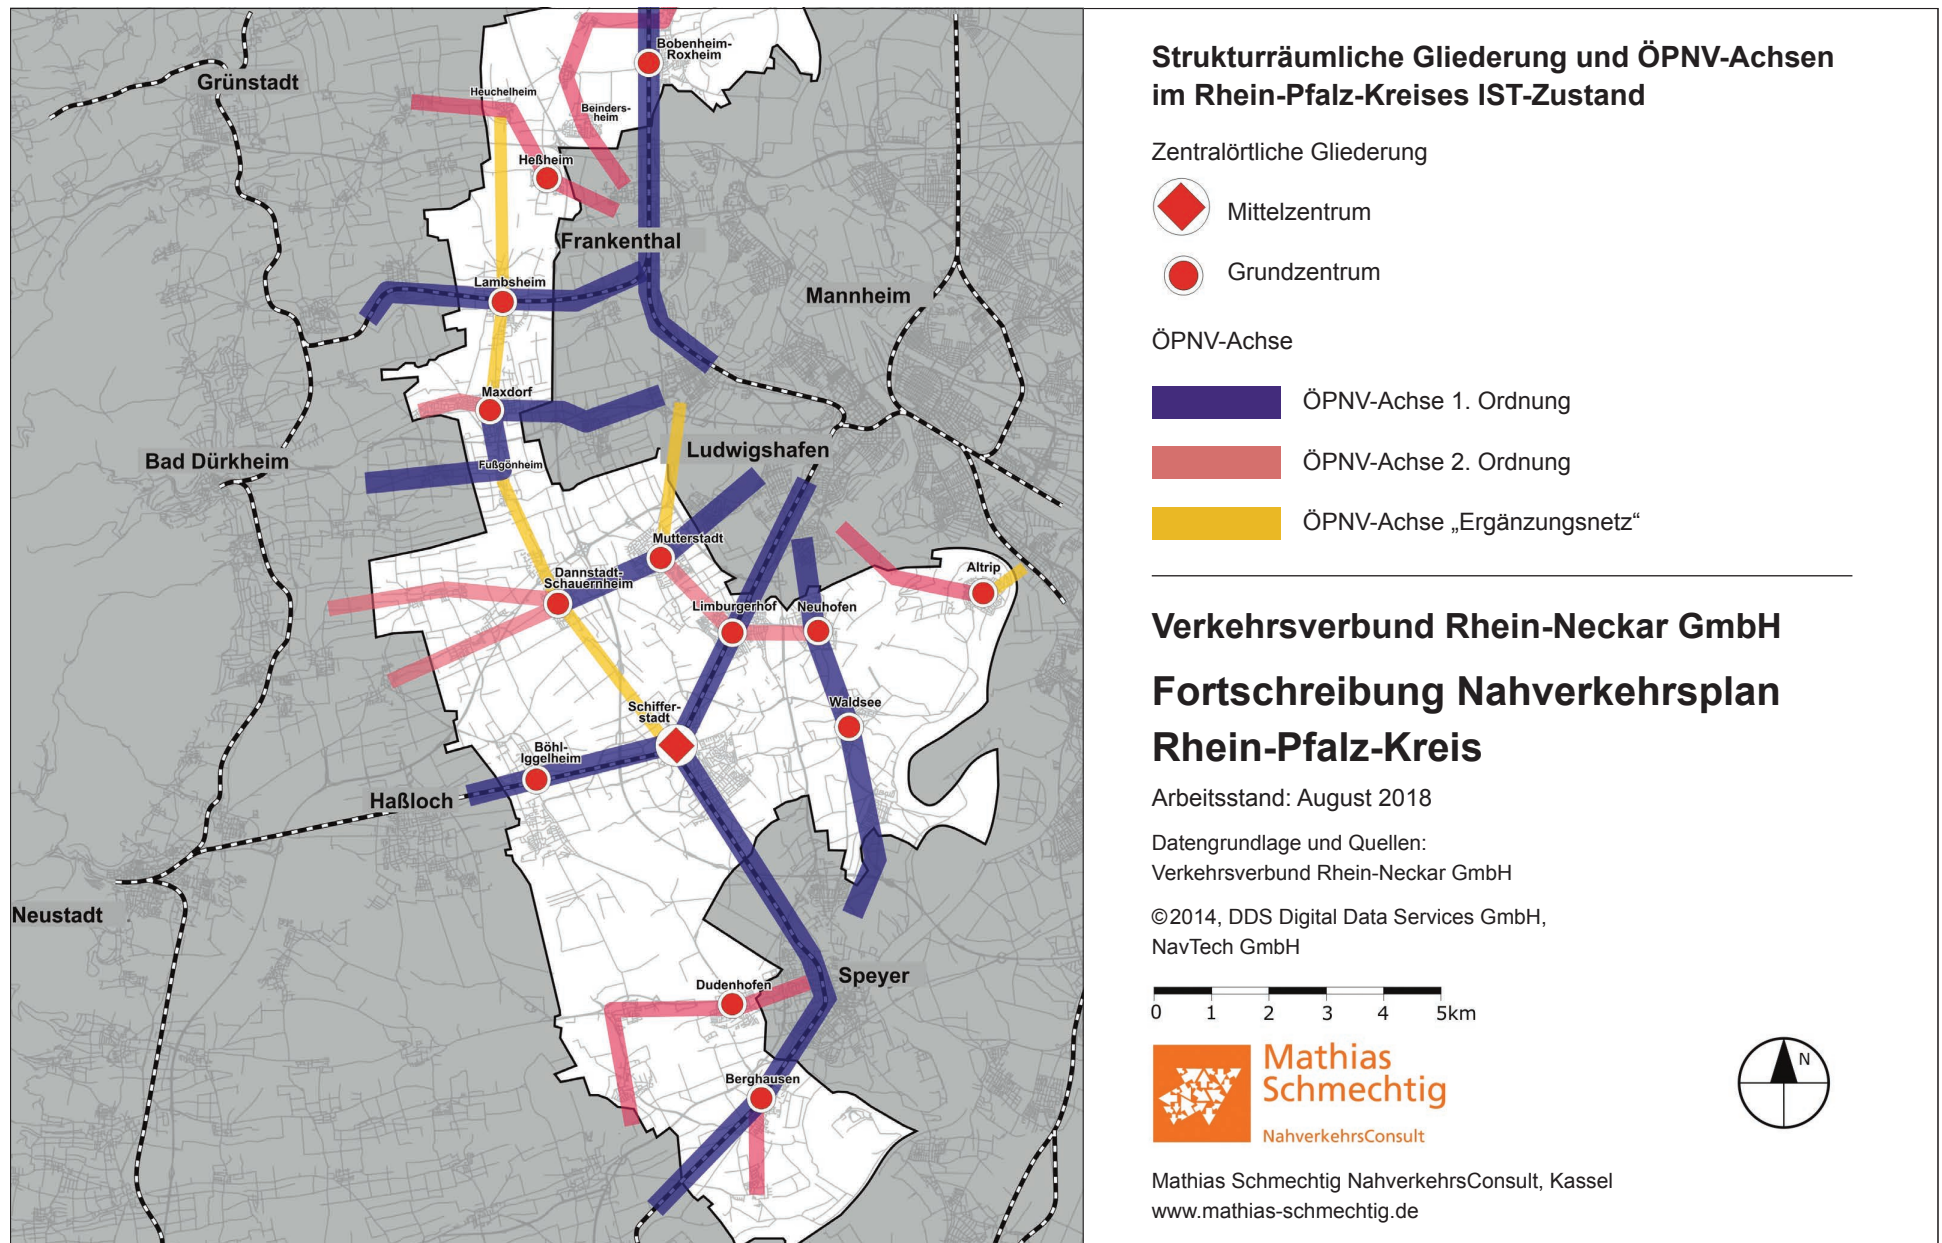 Grünstadt
Heuchelheim
Bobenheim-
Roxheim
Beinders-
heim
Heßheim
Frankenthal
Lambsheim
Mannheim
Maxdorf
Bad Dürkheim
Fußgönheim
Ludwigshafen
Mutterstadt
Dannstadt-
Schauernheim
Limburgerhof
Neuhofen
Altrip
Schiffer-
stadt
Waldsee
Böhl-
Iggelheim
Haßloch
Neustadt
Speyer
Dudenhofen
Berghausen
Strukturräumliche Gliederung und ÖPNV-Achsen
im Rhein-Pfalz-Kreises IST-Zustand
Zentralörtliche Gliederung
Mittelzentrum
Grundzentrum
ÖPNV-Achse
ÖPNV-Achse 1. Ordnung
ÖPNV-Achse 2. Ordnung
ÖPNV-Achse „Ergänzungsnetz“
Verkehrsverbund Rhein-Neckar GmbH
Fortschreibung Nahverkehrsplan
Rhein-Pfalz-Kreis
Arbeitsstand: August 2018
Datengrundlage und Quellen:
Verkehrsverbund Rhein-Neckar GmbH
©2014, DDS Digital Data Services GmbH,
NavTech GmbH
0 1 2 3 4 5km
Mathias
Schmechtig
NahverkehrsConsult
N
Mathias Schmechtig NahverkehrsConsult, Kassel
www.mathias-schmechtig.de